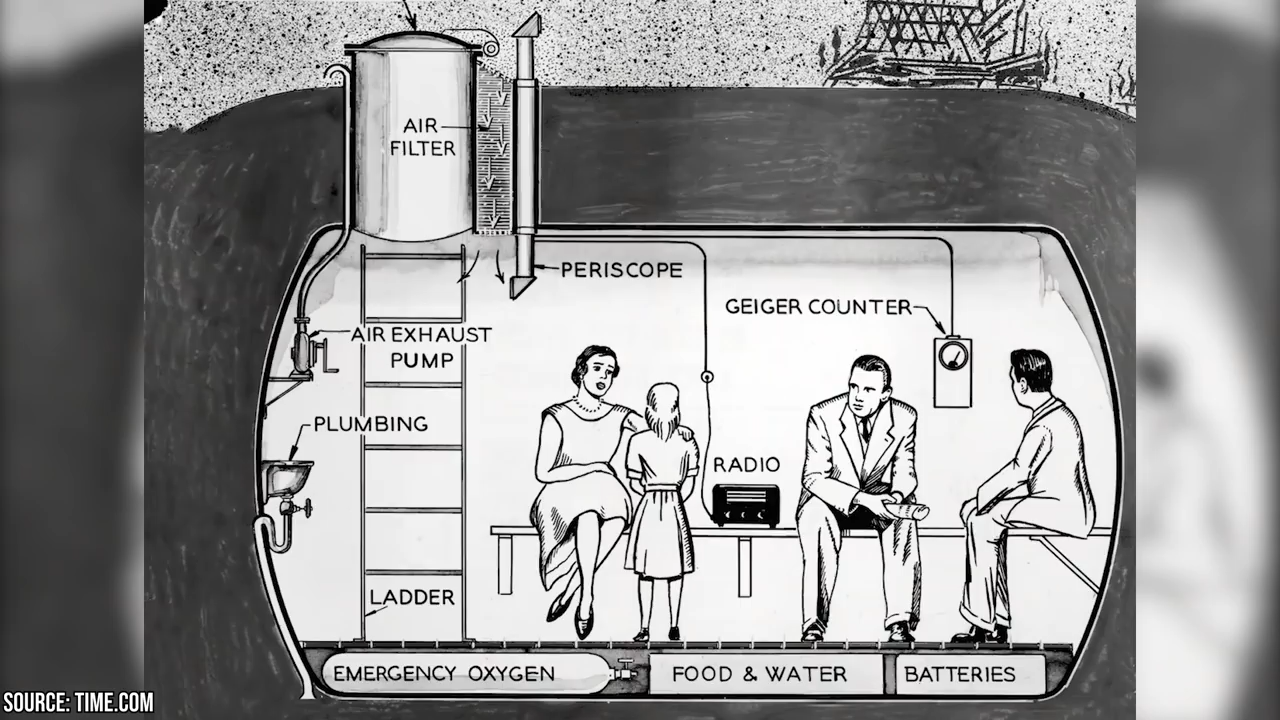 AIR
FILTER
PERISCOPE
GEIGER COUNTER
AIR EXHAUST
PUMP
PLUMBING
RADIO
LADDER
EMERGENCY OXYGEN
FOOD & WATER
BATTERIES
SOURCE: TIME.COM